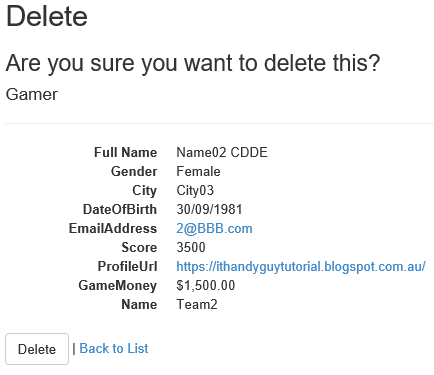 Delete
Are you sure you want to delete this?
Gamer
Full Name Name02 CDDE
Gender Female
City City03
DateOfBirth 30/09/1981
EmailAddress 2@BBB.com
Score 3500
ProfileUrl https://ithandyguytutorial.blogspot.com.au/
GameMoney $1,500.00
Name Team2
Delete | Back to List